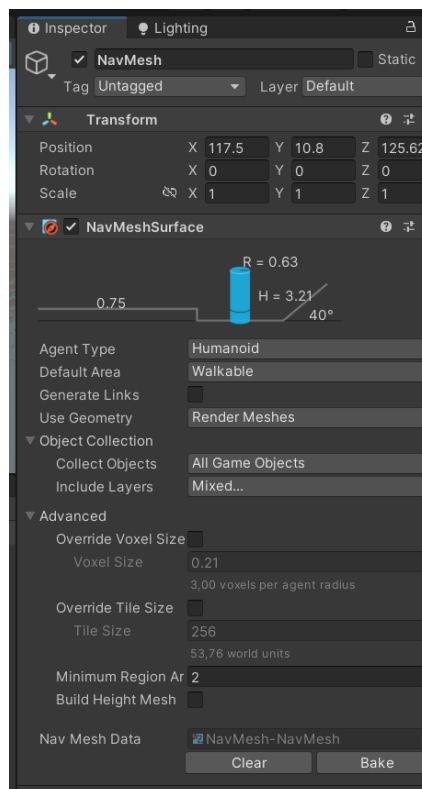 Inspector Lighting
NavMesh Static
Tag Untagged Layer Default
Transform
Position X 117.5 Y 10.8 Z 125.62
Rotation X 0 Y 0 Z 0
Scale X 1 Y 1 Z 1
NavMeshSurface
R = 0.63
0.75 H = 3.21
40°
Agent Type Humanoid
Default Area Walkable
Generate Links
Use Geometry Render Meshes
Object Collection
Collect Objects All Game Objects
Include Layers Mixed...
Advanced
Override Voxel Size
Voxel Size 0.21
3,00 voxels per agent radius
Override Tile Size
Tile Size 256
53,76 world units
Minimum Region Ar 2
Build Height Mesh
Nav Mesh Data NavMesh-NavMesh
Clear Bake